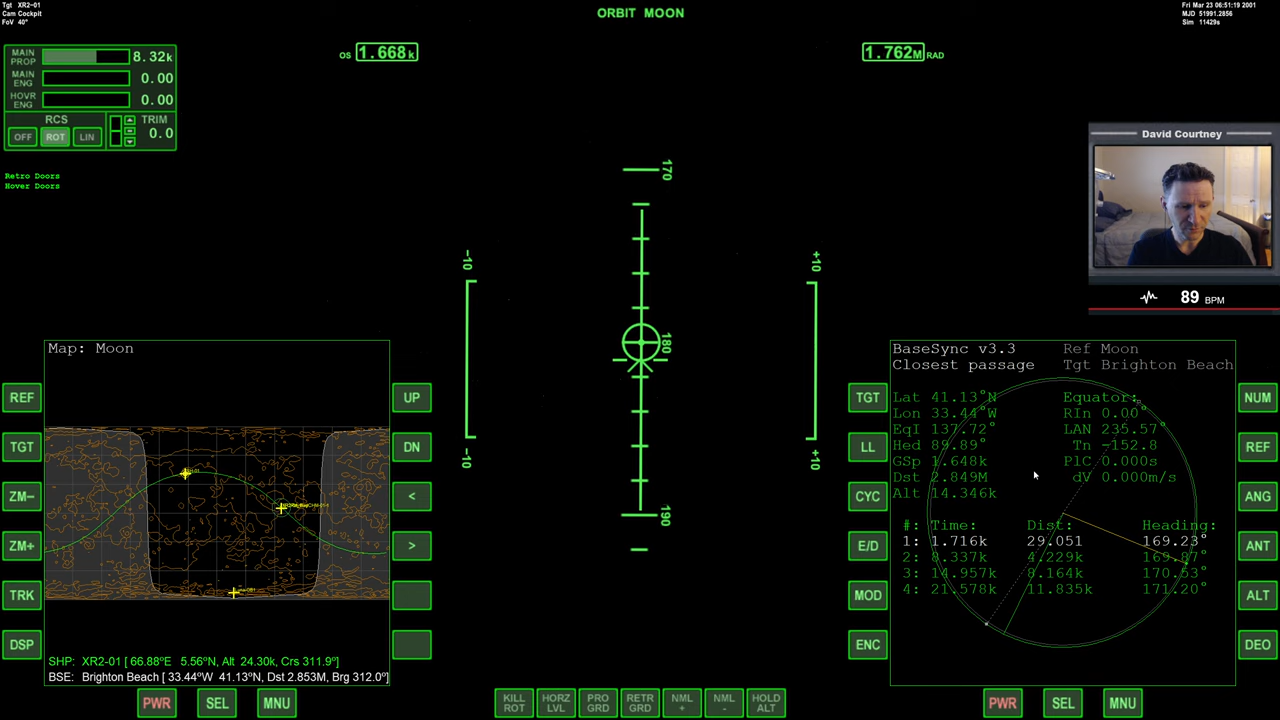 Tgt XR2-01
Cam Cockpit
FoV 40°
ORBIT MOON
Fri Mar 23 06:51:19 2001
MJD 51991.2856
Sim 11429s
MAIN PROP 8.32k
MAIN ENG 0.00
HOVR ENG 0.00
RCS TRIM
OFF ROT LIN 0.0
OS 1.668k
1.762M RAD
Retro Doors
Hover Doors
170
180
190
-10
-10
+10
+10
David Courtney
89 BPM
Map: Moon
REF
TGT
ZM-
ZM+
TRK
DSP
UP
DN
<
>
SHP: XR2-01 [ 66.88°E 5.56°N, Alt 24.30k, Crs 311.9°]
BSE: Brighton Beach [ 33.44°W 41.13°N, Dst 2.853M, Brg 312.0°]
PWR SEL MNU
KILL ROT
HORZ LVL
PRO GRD
RETR GRD
NML +
NML -
HOLD ALT
BaseSync v3.3 Ref Moon
Closest passage Tgt Brighton Beach
Lat 41.13°N Equator:
Lon 33.44°W RIn 0.00°
EqI 137.72° LAN 235.57°
Hed 89.89° Tn -152.8
GSp 1.648k PlC 0.000s
Dst 2.849M dV 0.000m/s
Alt 14.346k
#: Time: Dist: Heading:
1: 1.716k 29.051 169.23°
2: 8.337k 4.229k 169.87°
3: 14.957k 8.164k 170.53°
4: 21.578k 11.835k 171.20°
TGT
LL
CYC
E/D
MOD
ENC
NUM
REF
ANG
ANT
ALT
DEO
PWR SEL MNU